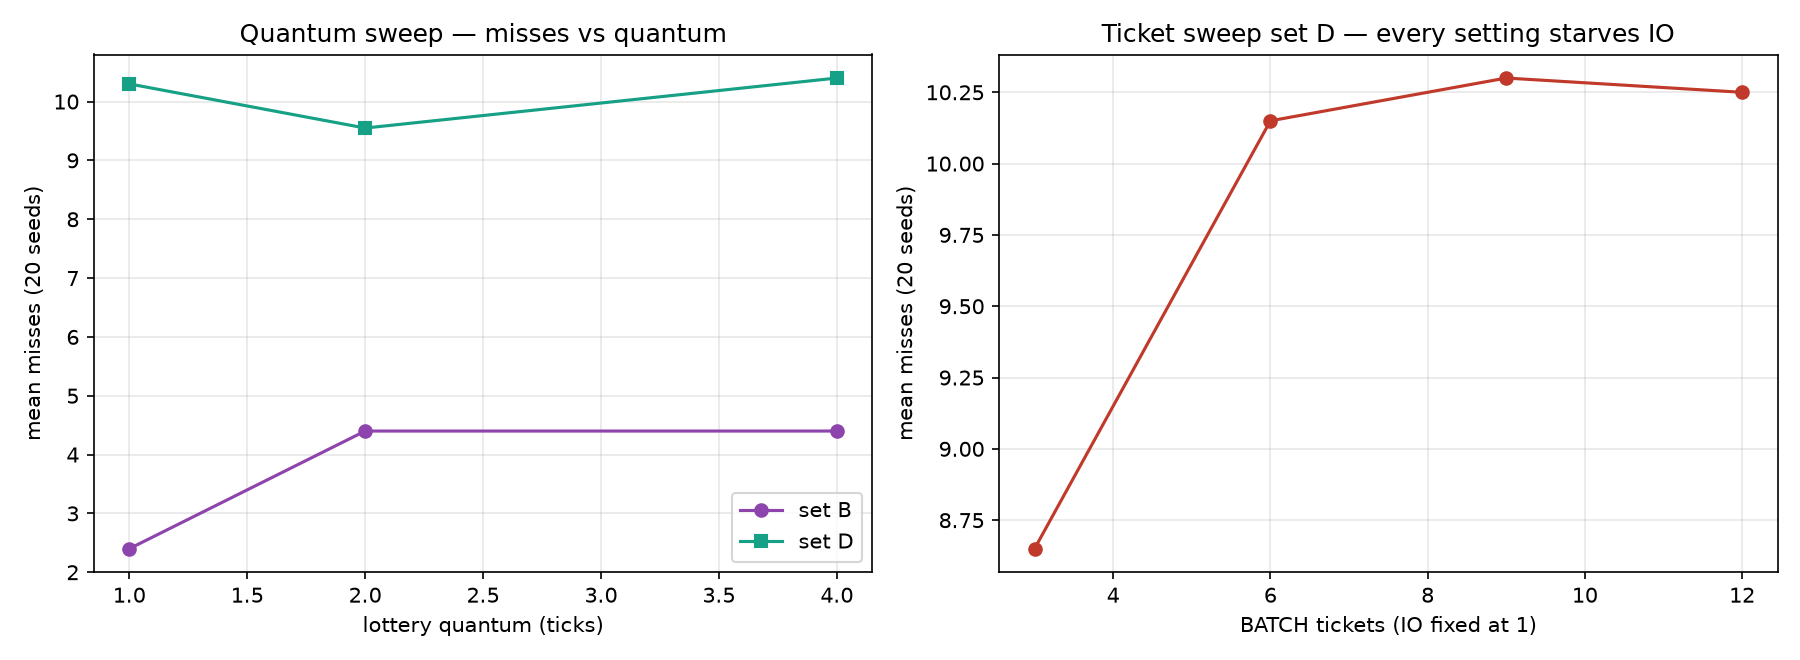 Quantum sweep — misses vs quantum
mean misses (20 seeds)
10
9
8
7
6
5
4
3
2
1.0 1.5 2.0 2.5 3.0 3.5 4.0
lottery quantum (ticks)
set B
set D
Ticket sweep set D — every setting starves IO
mean misses (20 seeds)
10.25
10.00
9.75
9.50
9.25
9.00
8.75
4 6 8 10 12
BATCH tickets (IO fixed at 1)